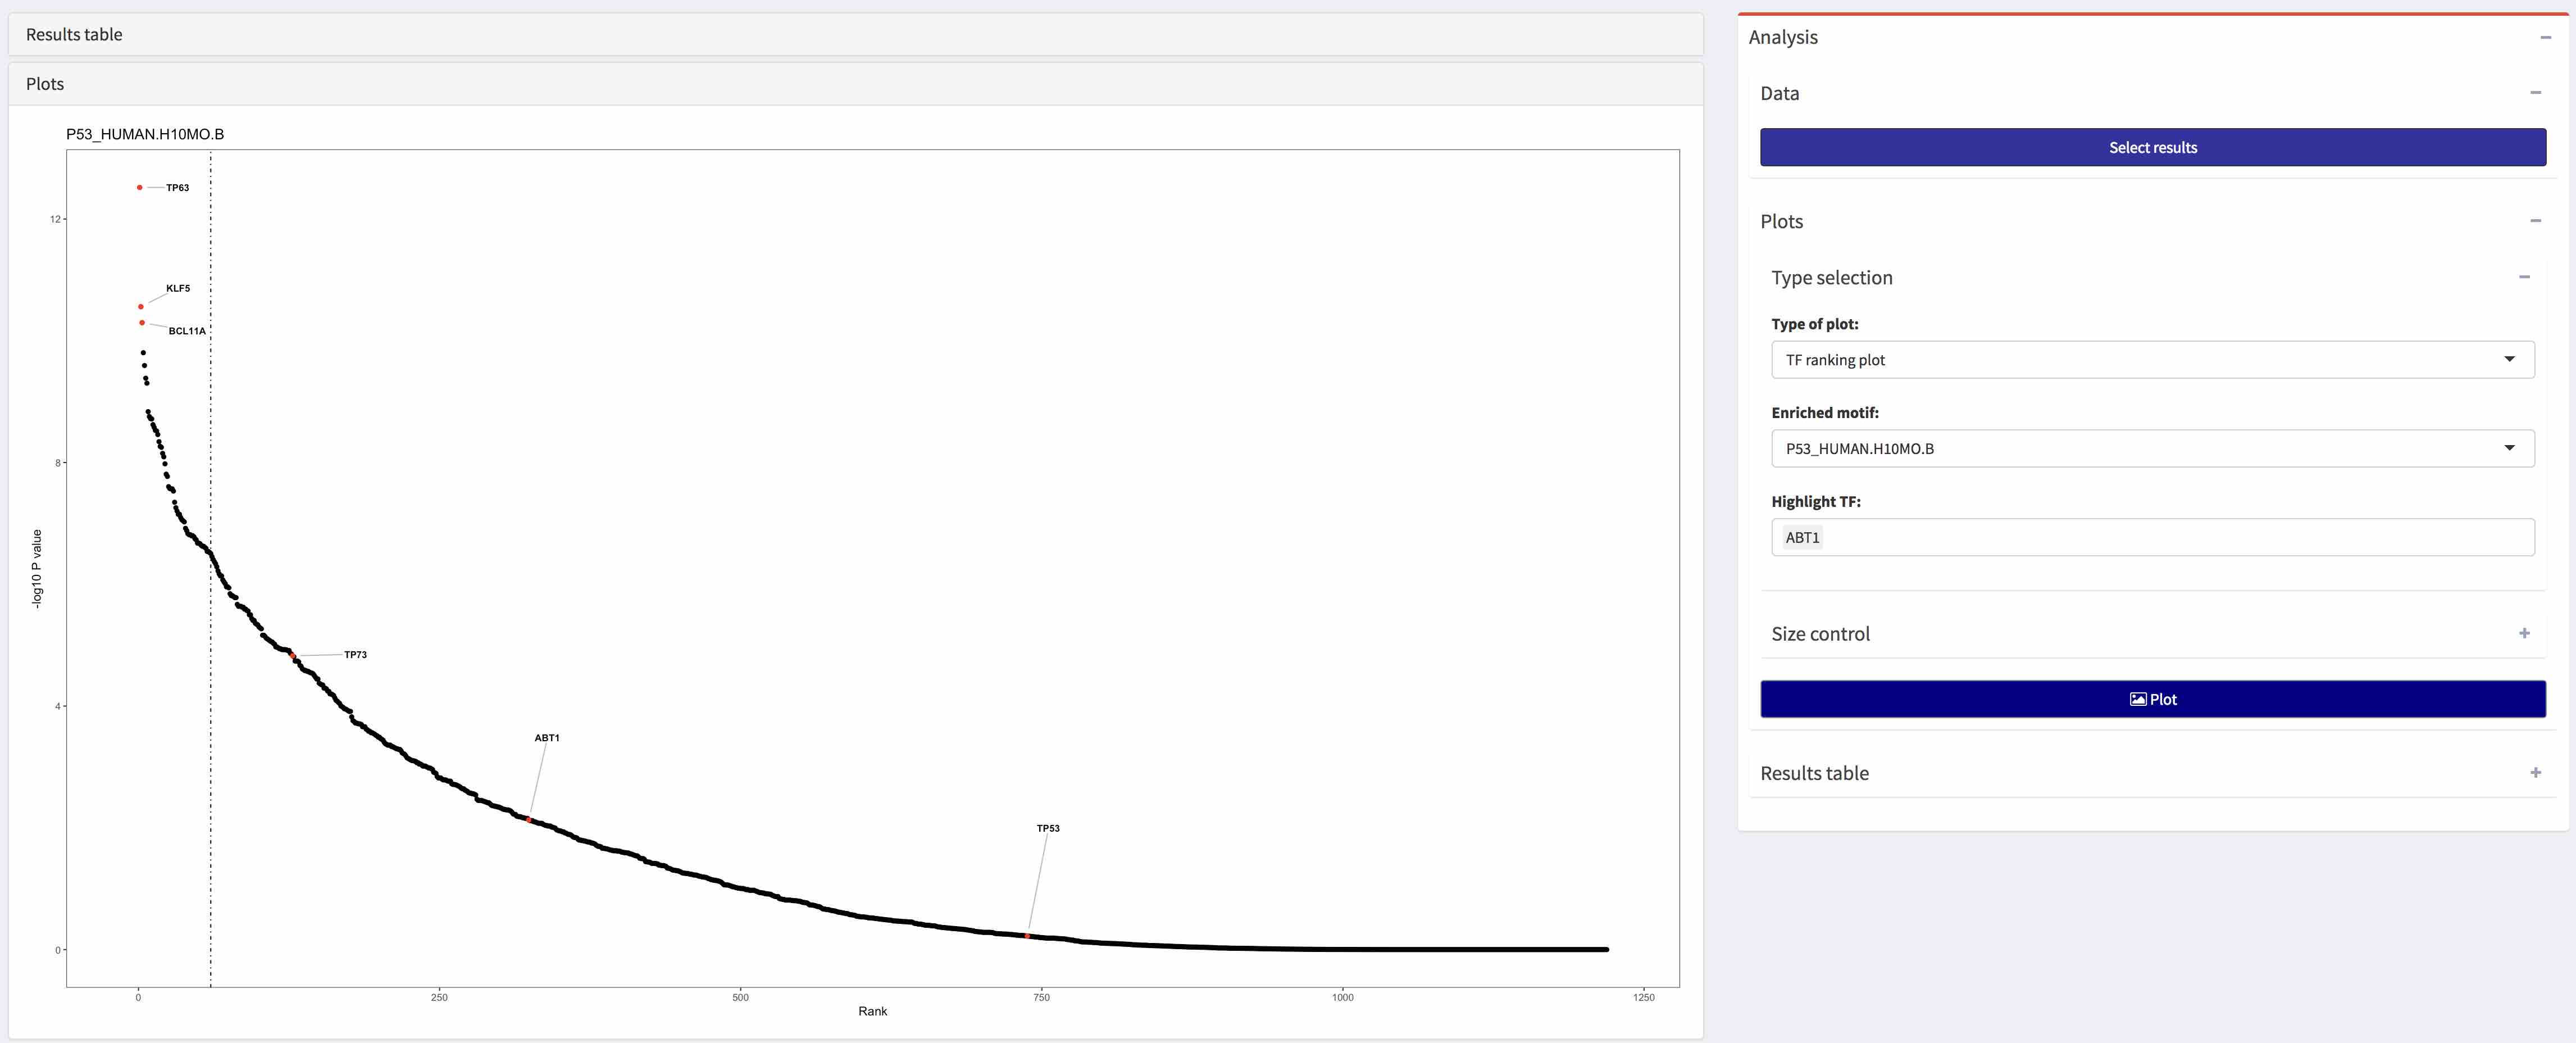 Results table
Plots
P53_HUMAN.H10MO.B
TP63
12
KLF5
BCL11A
8
-log10 P value
TP73
4
ABT1
TP53
0
0 250 500 750 1000 1250
Rank
Analysis
Data
Select results
Plots
Type selection
Type of plot:
TF ranking plot
Enriched motif:
P53_HUMAN.H10MO.B
Highlight TF:
ABT1
Size control
Plot
Results table